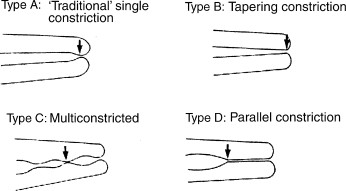 Type A: 'Traditional' single
constriction
Type B: Tapering constriction
Type C: Multiconstricted
Type D: Parallel constriction